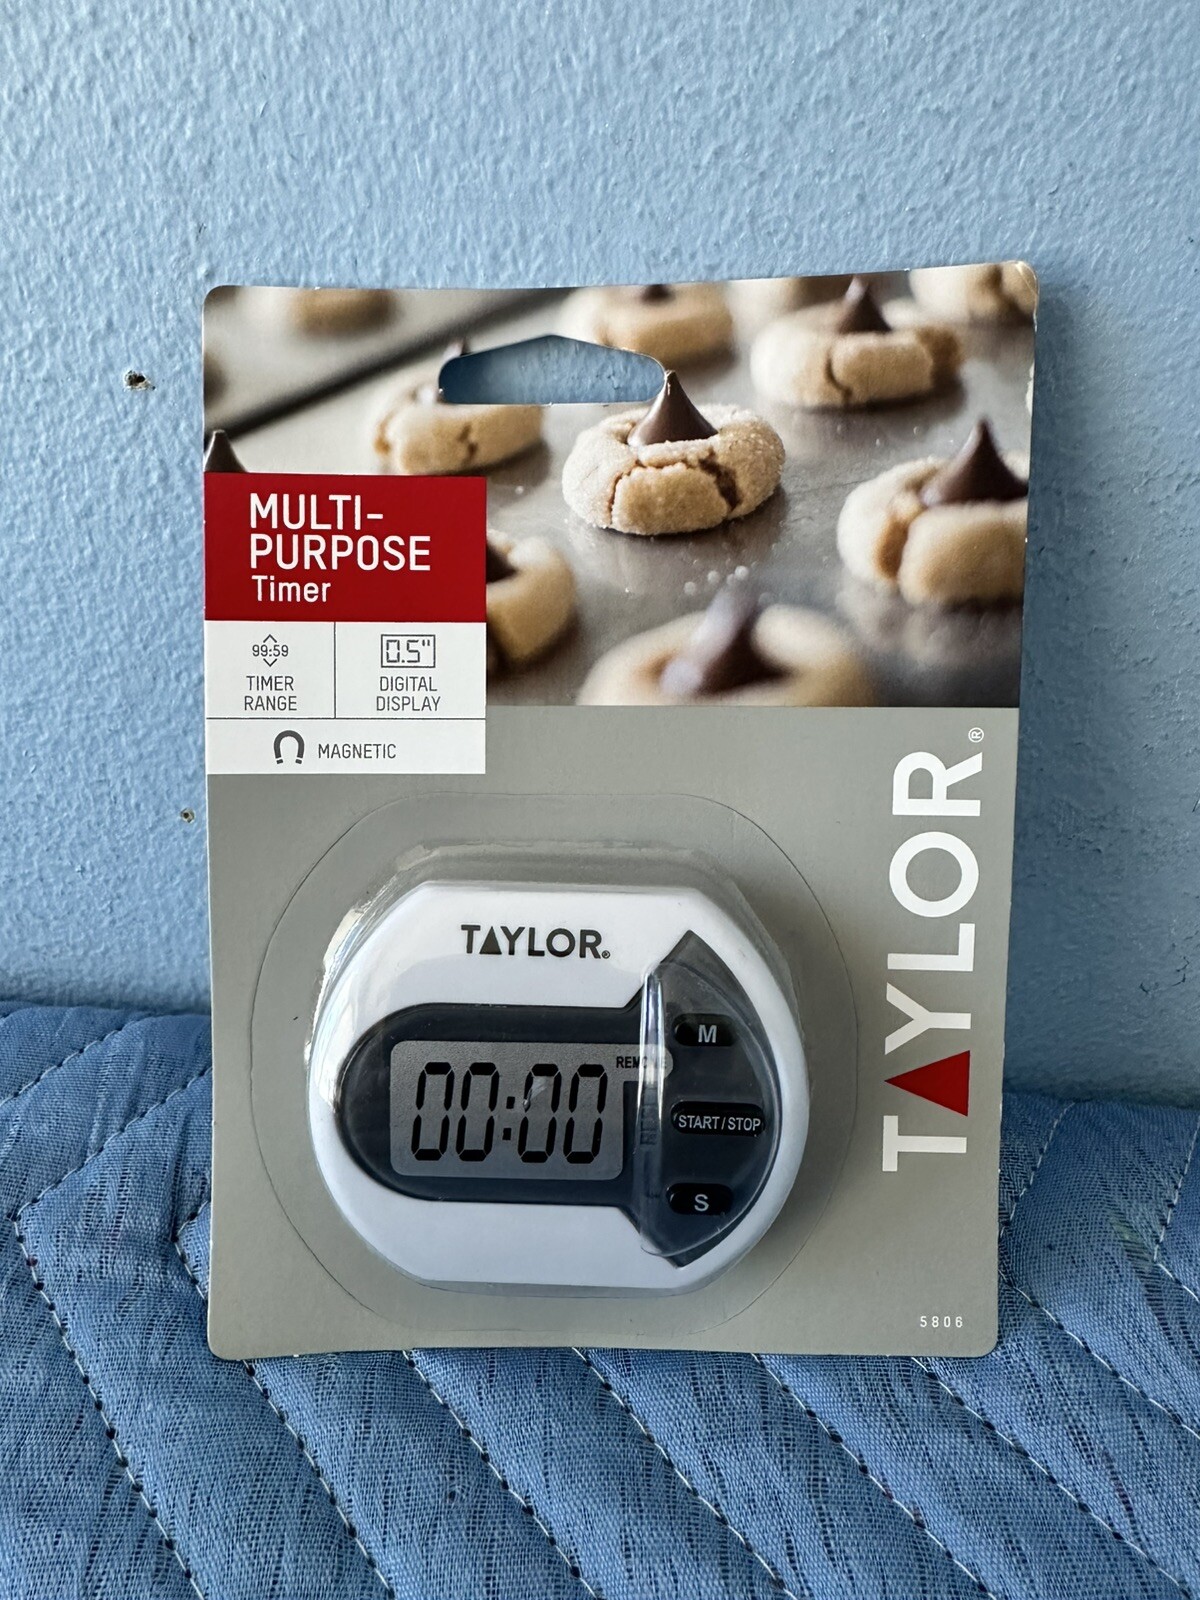 MULTI-
PURPOSE
Timer
99:59
TIMER
RANGE
0.5"
DIGITAL
DISPLAY
MAGNETIC
TAYLOR®
TAYLOR®
M
00:00
START/STOP
S
5806